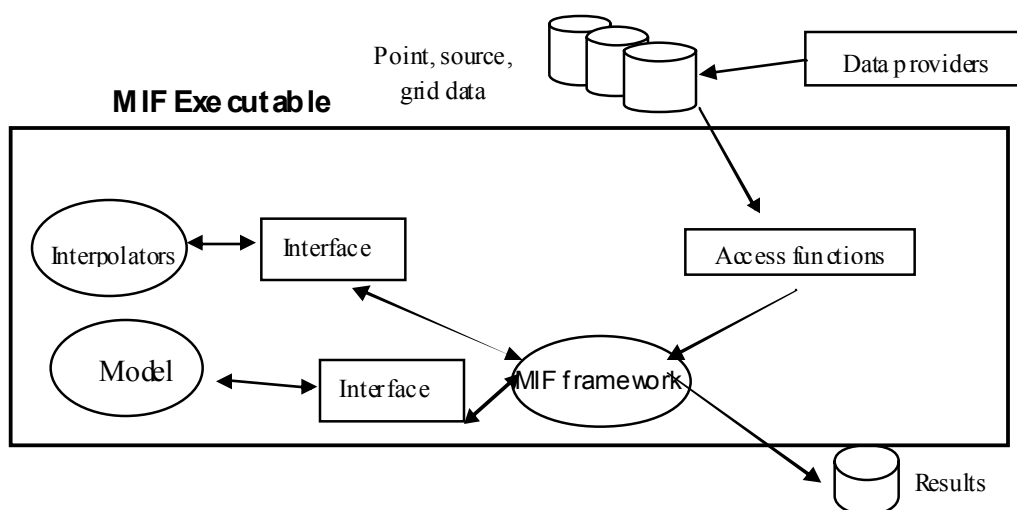 Point, source,
grid data
Data providers
MIF Executable
Interpolators
Interface
Access functions
Model
Interface
MIF framework
Results